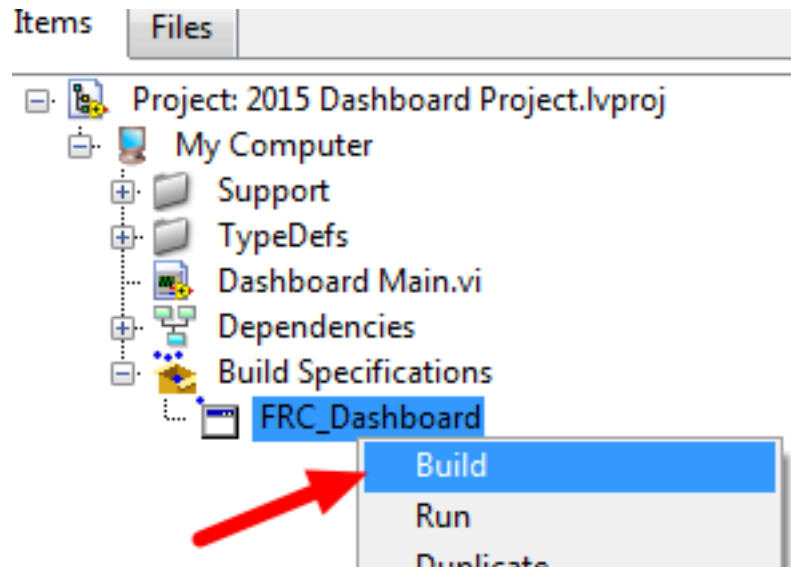 Items Files
Project: 2015 Dashboard Project.lvproj
My Computer
Support
TypeDefs
Dashboard Main.vi
Dependencies
Build Specifications
FRC_Dashboard
Build
Run
Duplicate